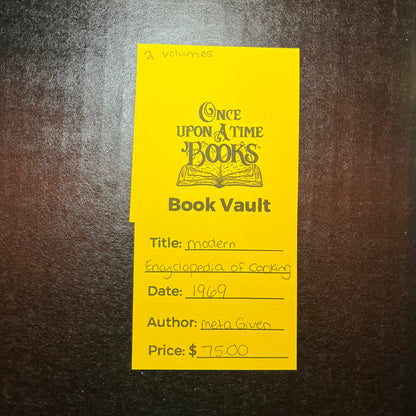 2 volumes
ONCE
UPON A TIME
BOOKS™
Book Vault
Title: modern
Encyclopedia of cooking
Date: 1969
Author: meta Given
Price: $ 75.00